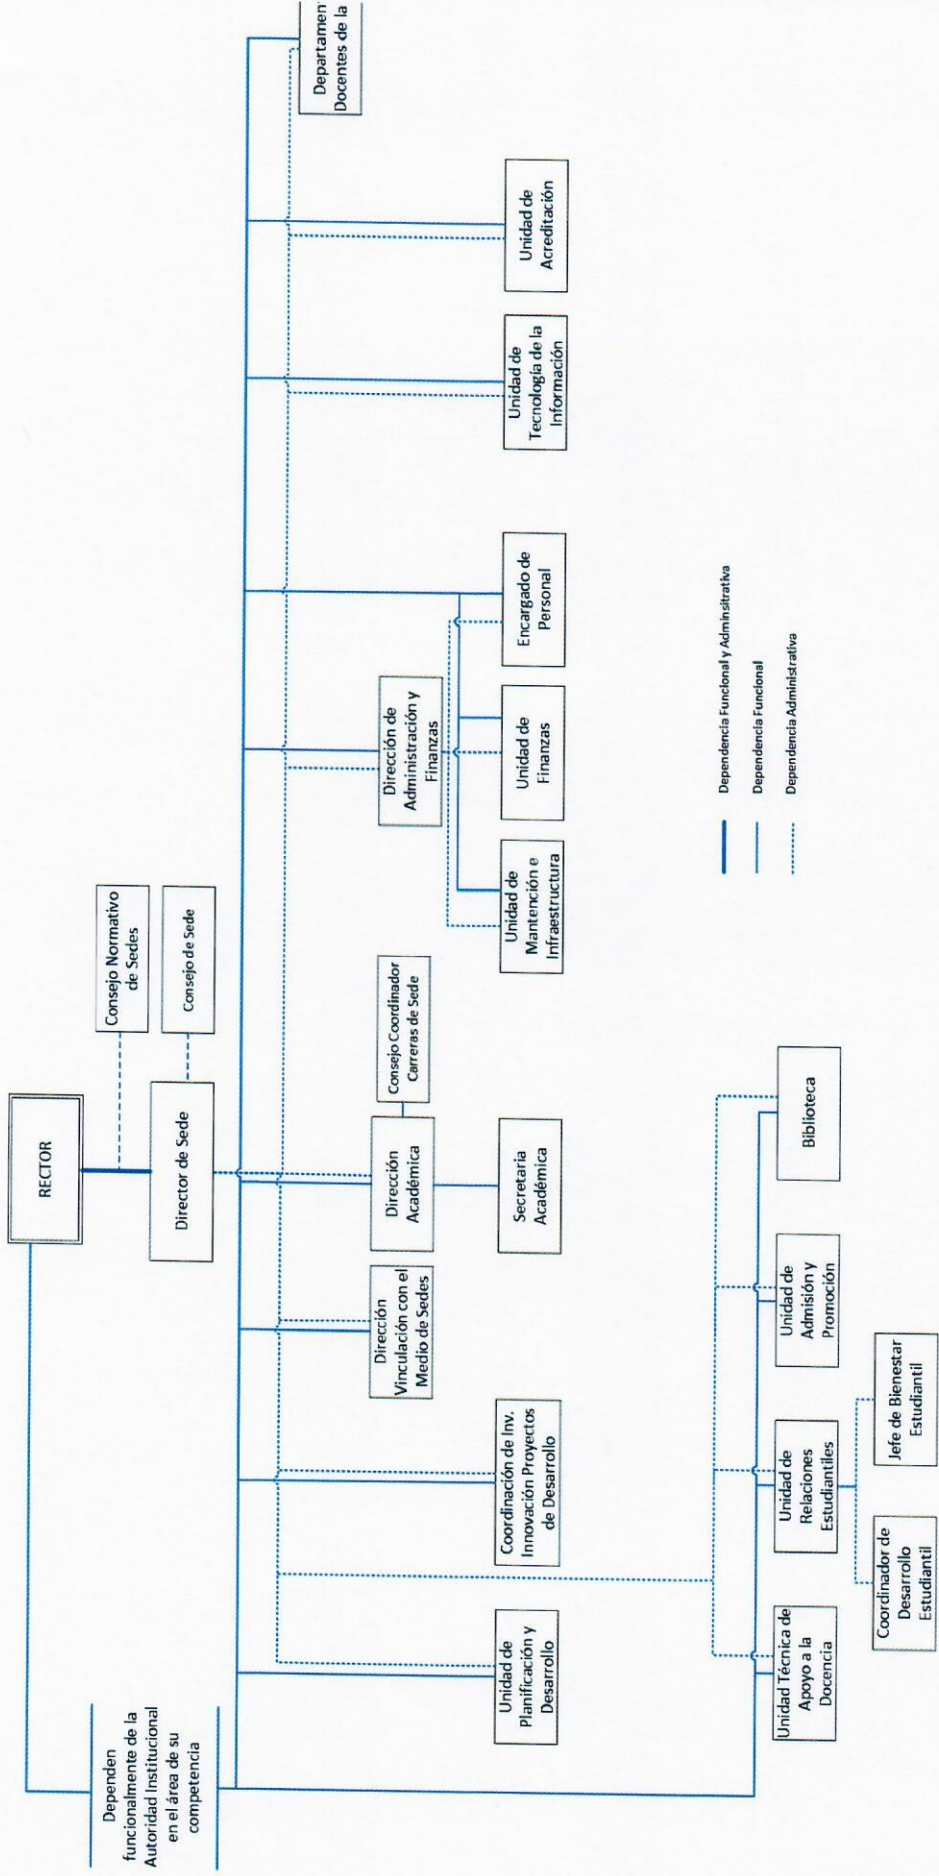 RECTOR
Consejo Normativo
de Sedes
Director de Sede
Consejo de Sede
Dependen
funcionalmente de la
Autoridad Institucional
en el área de su
competencia
Docentes de la
Dirección
Vinculación con el
Medio de Sedes
Dirección
Académica
Consejo Coordinador
Carreras de Sede
Dirección de
Administración y
Finanzas
Unidad de
Planificación y
Desarrollo
Coordinación de Inv.
Innovación Proyectos
de Desarrollo
Secretaria
Académica
Unidad de
Mantención e
Infraestructura
Unidad de
Finanzas
Encargado de
Personal
Unidad de
Tecnología de la
Información
Unidad de
Acreditación
Unidad Técnica de
Apoyo a la
Docencia
Unidad de
Relaciones
Estudiantiles
Unidad de
Admisión y
Promoción
Biblioteca
Coordinador de
Desarrollo
Estudiantil
Jefe de Bienestar
Estudiantil
Dependencia Funcional y Adminsitrativa
Dependencia Funcional
Dependencia Administrativa